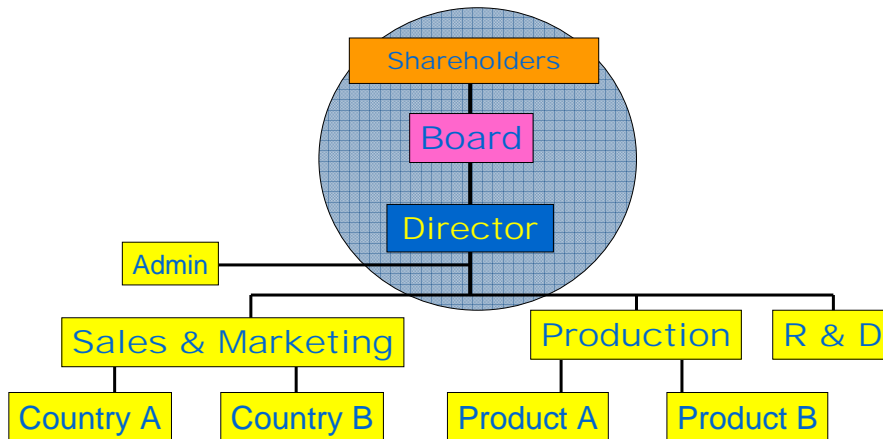 Shareholders
Board
Director
Admin
Sales & Marketing
Production
R & D
Country A
Country B
Product A
Product B